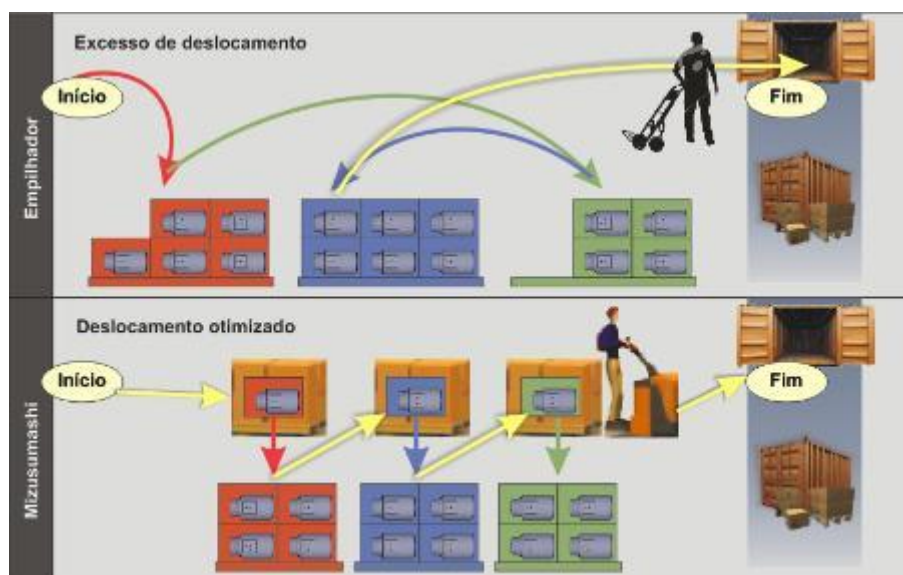 Excesso de deslocamento
Início
Fim
Empilhador
Deslocamento otimizado
Início
Fim
Mizusumashi